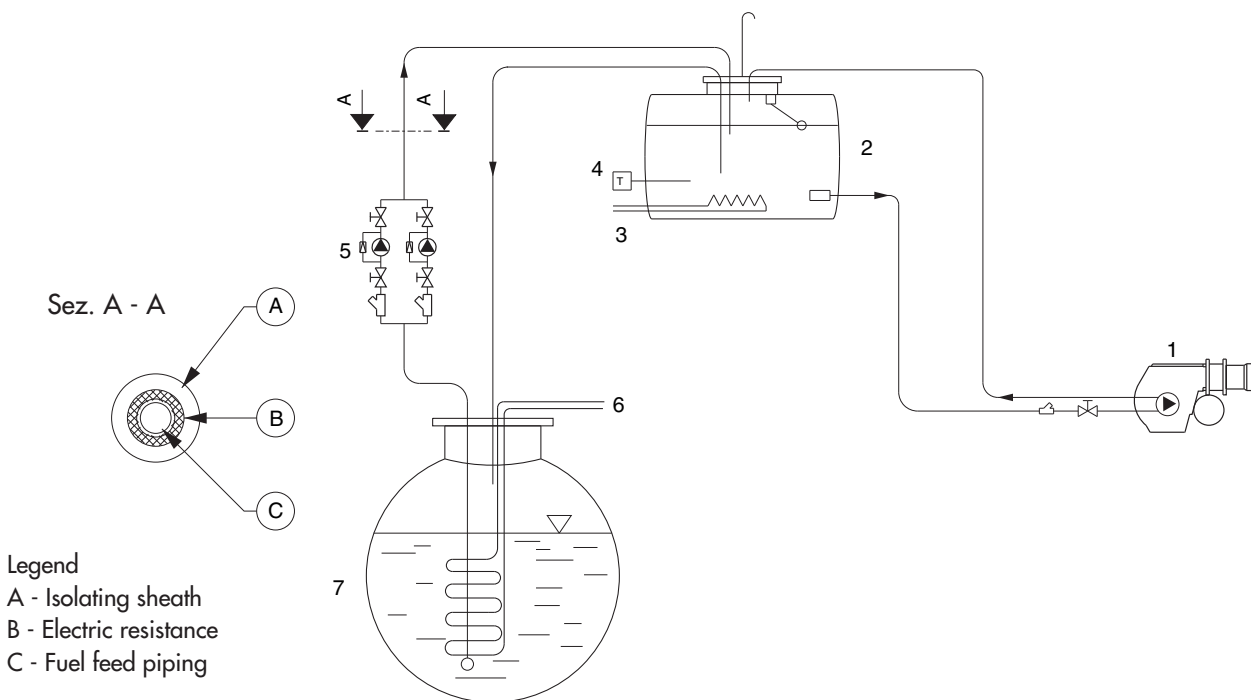 A
A
2
4
T
3
5
Sez. A - A
A
B
C
1
6
7
Legend
A - Isolating sheath
B - Electric resistance
C - Fuel feed piping